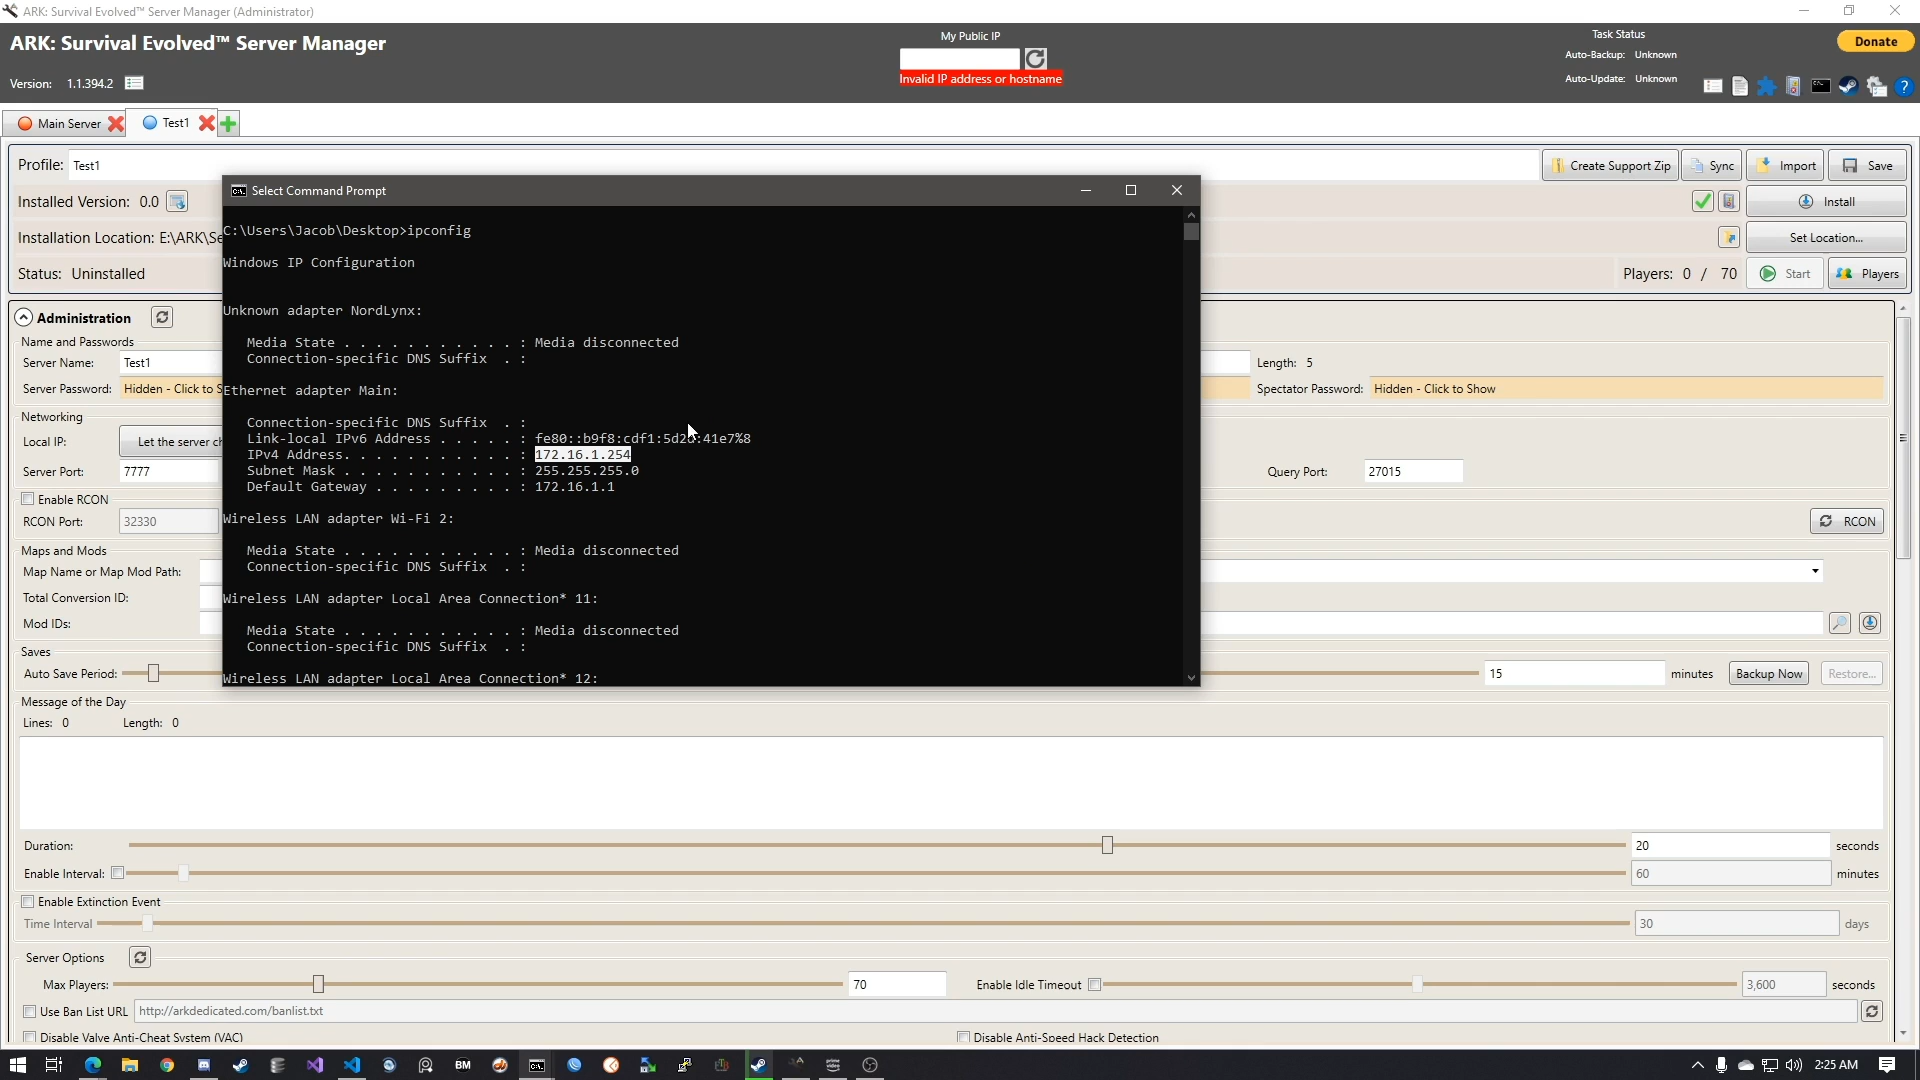 ARK: Survival Evolved™ Server Manager (Administrator)
ARK: Survival Evolved™ Server Manager
My Public IP
Invalid IP address or hostname
Task Status
Auto-Backup: Unknown
Auto-Update: Unknown
Donate
Version: 1.1.394.2
Main Server
Test1
Profile: Test1
Create Support Zip
Sync
Import
Save
Installed Version: 0.0
Install
Installation Location: E:\ARK\Se
Set Location...
Status: Uninstalled
Players: 0 / 70
Start
Players
Select Command Prompt
C:\Users\Jacob\Desktop>ipconfig
Windows IP Configuration
Unknown adapter NordLynx:
Media State . . . . . . . . . . . : Media disconnected
Connection-specific DNS Suffix . :
Ethernet adapter Main:
Connection-specific DNS Suffix . :
Link-local IPv6 Address . . . . . :
IPv4 Address. . . . . . . . . . . : 172.16.1.254
Subnet Mask . . . . . . . . . . . : 255.255.255.0
Default Gateway . . . . . . . . . : 172.16.1.1
Wireless LAN adapter Wi-Fi 2:
Media State . . . . . . . . . . . : Media disconnected
Connection-specific DNS Suffix . :
Wireless LAN adapter Local Area Connection* 11:
Media State . . . . . . . . . . . : Media disconnected
Connection-specific DNS Suffix . :
Wireless LAN adapter Local Area Connection* 12:
Administration
Name and Passwords
Server Name: Test1
Length: 5
Server Password: Hidden - Click to S
Spectator Password: Hidden - Click to Show
Networking
Local IP: Let the server ch
Server Port: 7777
Query Port: 27015
Enable RCON
RCON Port: 32330
RCON
Maps and Mods
Map Name or Map Mod Path:
Total Conversion ID:
Mod IDs:
Saves
Auto Save Period:
15 minutes
Backup Now
Restore...
Message of the Day
Lines: 0 Length: 0
Duration: 20 seconds
Enable Interval: 60 minutes
Enable Extinction Event
Time Interval 30 days
Server Options
Max Players: 70
Enable Idle Timeout 3,600 seconds
Use Ban List URL http://arkdedicated.com/banlist.txt
Disable Valve Anti-Cheat System (VAC)
Disable Anti-Speed Hack Detection
BM
prime video
2:25 AM